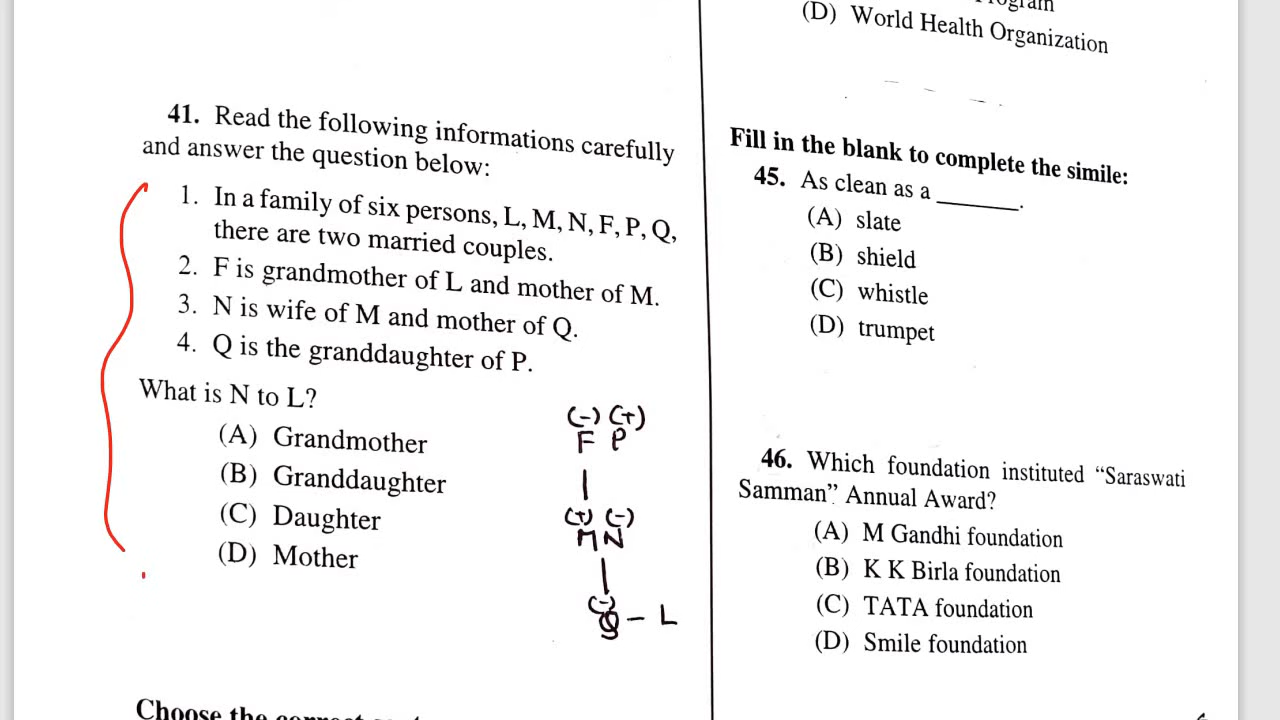 41. Read the following informations carefully
and answer the question below:
1. In a family of six persons, L, M, N, F, P, Q,
there are two married couples.
2. F is grandmother of L and mother of M.
3. N is wife of M and mother of Q.
4. Q is the granddaughter of P.
What is N to L?
(A) Grandmother
(B) Granddaughter
(C) Daughter
(D) Mother
(-) (+)
F P
(+) (-)
M N
(-)
Q - L
Choose the
(D) World Health Organization
Fill in the blank to complete the simile:
45. As clean as a ______.
(A) slate
(B) shield
(C) whistle
(D) trumpet
46. Which foundation instituted “Saraswati
Samman” Annual Award?
(A) M Gandhi foundation
(B) K K Birla foundation
(C) TATA foundation
(D) Smile foundation